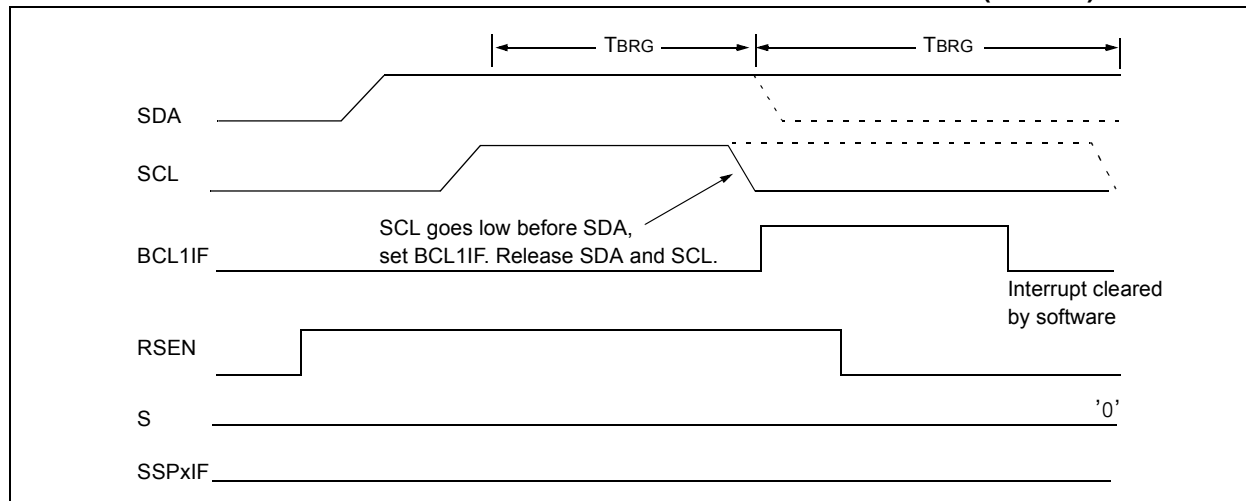 TBRG TBRG
SDA
SCL
SCL goes low before SDA,
set BCL1IF. Release SDA and SCL.
BCL1IF
Interrupt cleared
by software
RSEN
S
'0'
SSPxIF